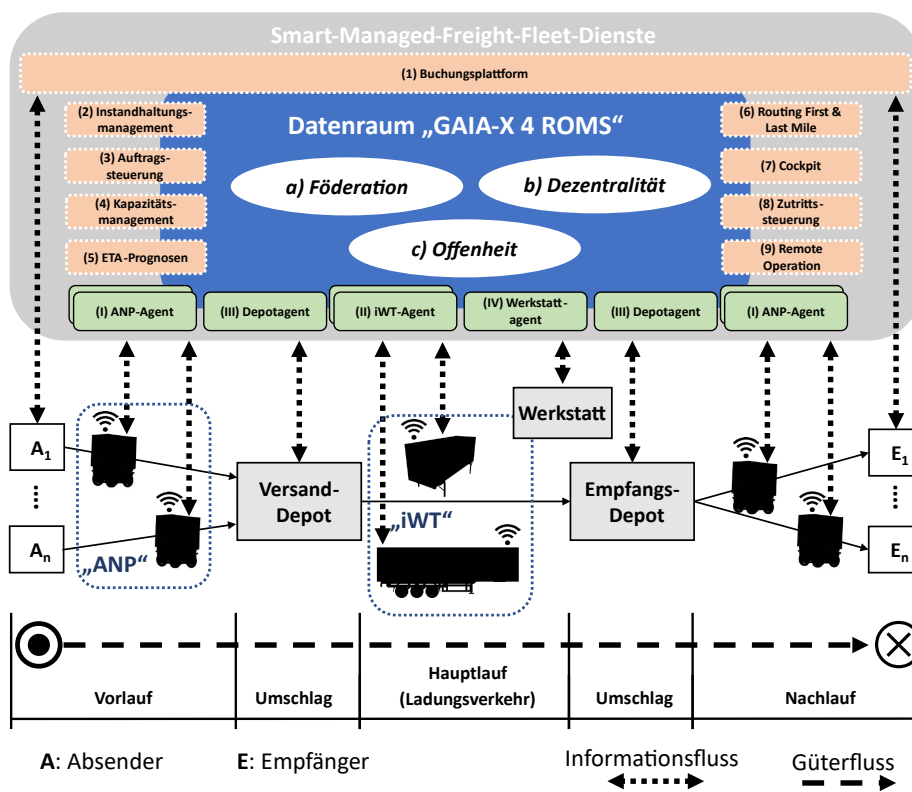 Smart-Managed-Freight-Fleet-Dienste
(1) Buchungsplattform
(2) Instandhaltungs-
management
(3) Auftrags-
steuerung
(4) Kapazitäts-
management
(5) ETA-Prognosen
Datenraum „GAIA-X 4 ROMS“
a) Föderation
b) Dezentralität
c) Offenheit
(6) Routing First &
Last Mile
(7) Cockpit
(8) Zutritts-
steuerung
(9) Remote
Operation
(I) ANP-Agent
(III) Depotagent
(II) iWT-Agent
(IV) Werkstatt-
agent
(III) Depotagent
(I) ANP-Agent
Werkstatt
A1
An
„ANP“
Versand-
Depot
„iWT“
Empfangs-
Depot
E1
En
Vorlauf
Umschlag
Hauptlauf
(Ladungsverkehr)
Umschlag
Nachlauf
A: Absender
E: Empfänger
Informationsfluss
Güterfluss